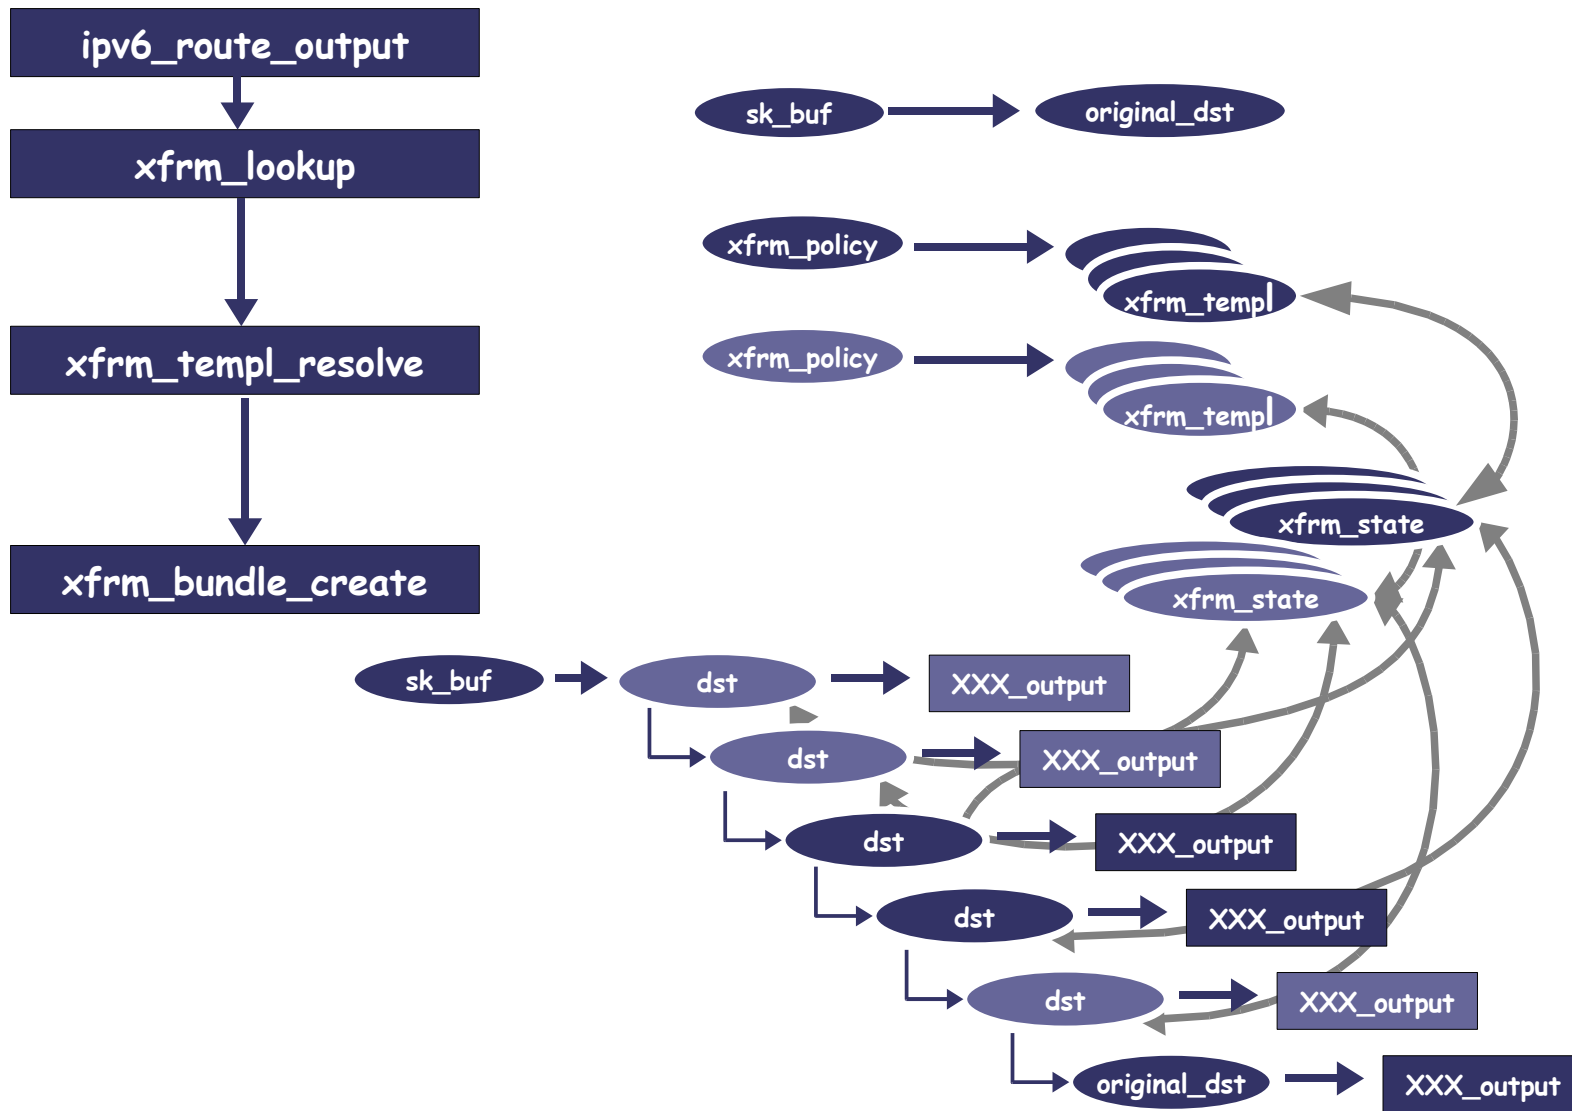 ipv6_route_output
xfrm_lookup
xfrm_templ_resolve
xfrm_bundle_create
sk_buf
original_dst
xfrm_policy
xfrm_templ
xfrm_policy
xfrm_templ
xfrm_state
xfrm_state
sk_buf
dst
XXX_output
dst
XXX_output
dst
XXX_output
dst
XXX_output
dst
XXX_output
original_dst
XXX_output